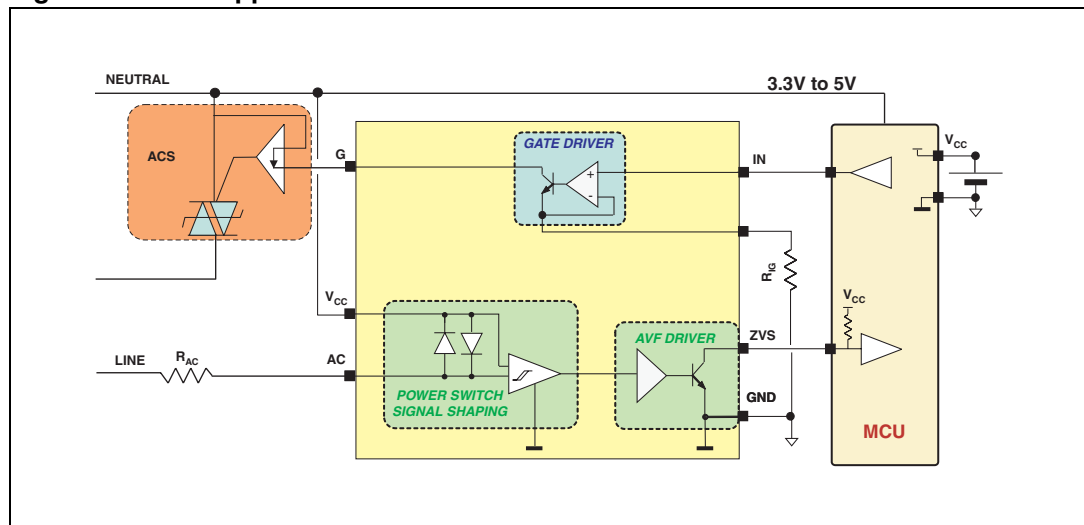 NEUTRAL
3.3V to 5V
ACS
G
GATE DRIVER
+
-
IN
VCC
RIG
VCC
VCC
LINE
RAC
AC
POWER SWITCH
SIGNAL SHAPING
AVF DRIVER
ZVS
GND
MCU